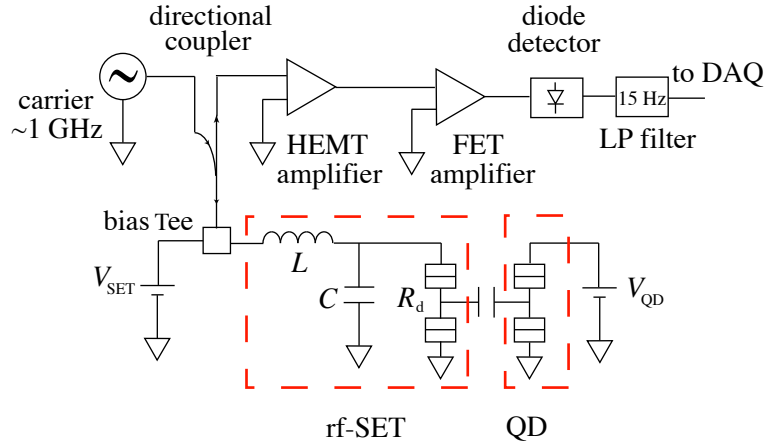 directional
coupler
diode
detector
to DAQ
carrier
~1 GHz
15 Hz
HEMT
amplifier
FET
amplifier
LP filter
bias Tee
V_SET
L
C
R_d
V_QD
rf-SET
QD